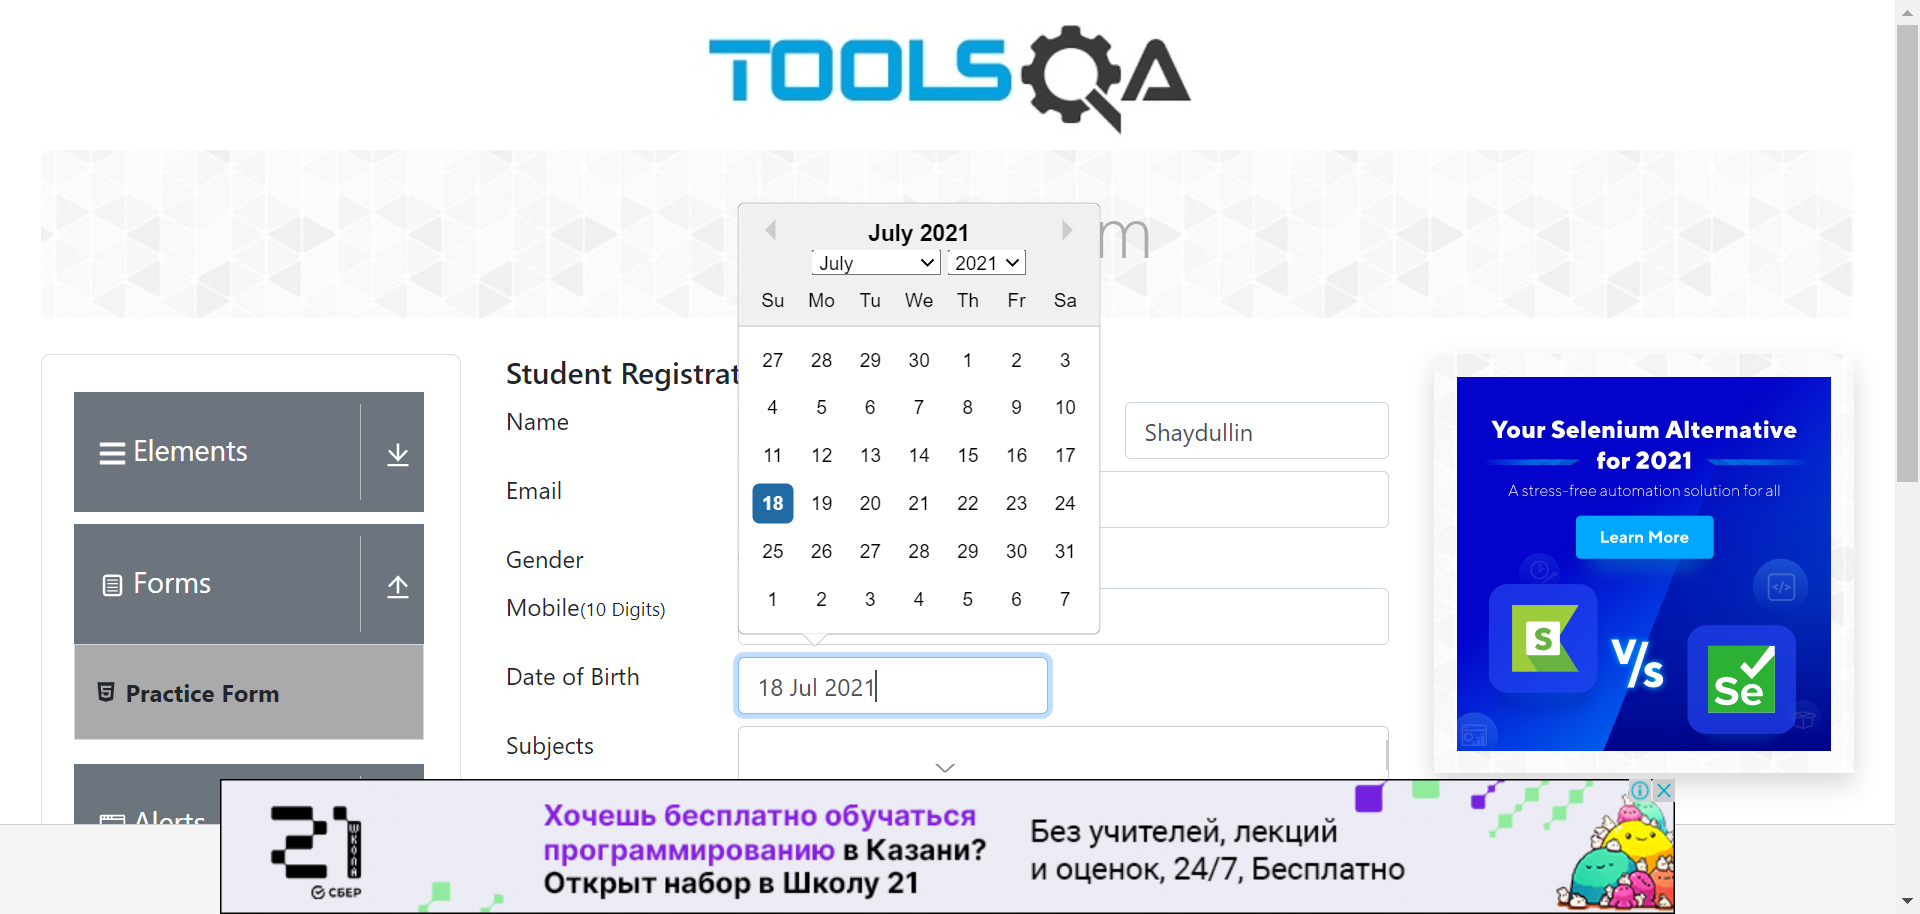 TOOLSQA
m
July 2021
July 2021
Su Mo Tu We Th Fr Sa
27 28 29 30 1 2 3
4 5 6 7 8 9 10
11 12 13 14 15 16 17
18 19 20 21 22 23 24
25 26 27 28 29 30 31
1 2 3 4 5 6 7
Elements
Forms
Practice Form
Alerts
Student Registrat
Name
Shaydullin
Email
Gender
Mobile(10 Digits)
Date of Birth
18 Jul 2021
Subjects
Your Selenium Alternative
for 2021
A stress-free automation solution for all
Learn More
S
V/s
Se
21
ШКОЛА
СБЕР
Хочешь бесплатно обучаться
программированию в Казани?
Открыт набор в Школу 21
Без учителей, лекций
и оценок, 24/7, Бесплатно